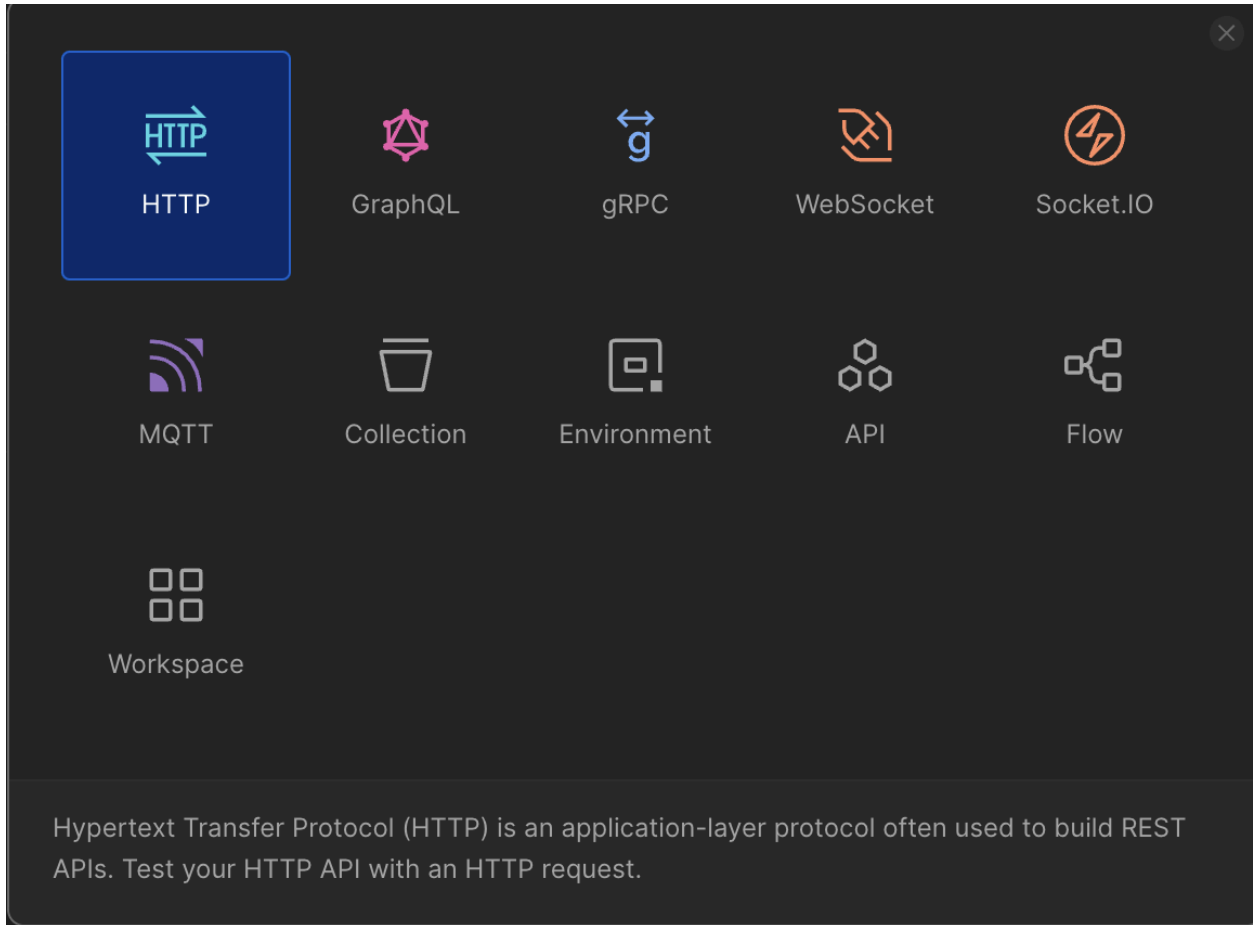 HTTP
HTTP
GraphQL
g
gRPC
WebSocket
Socket.IO
MQTT
Collection
Environment
API
Flow
Workspace
Hypertext Transfer Protocol (HTTP) is an application-layer protocol often used to build REST
APIs. Test your HTTP API with an HTTP request.